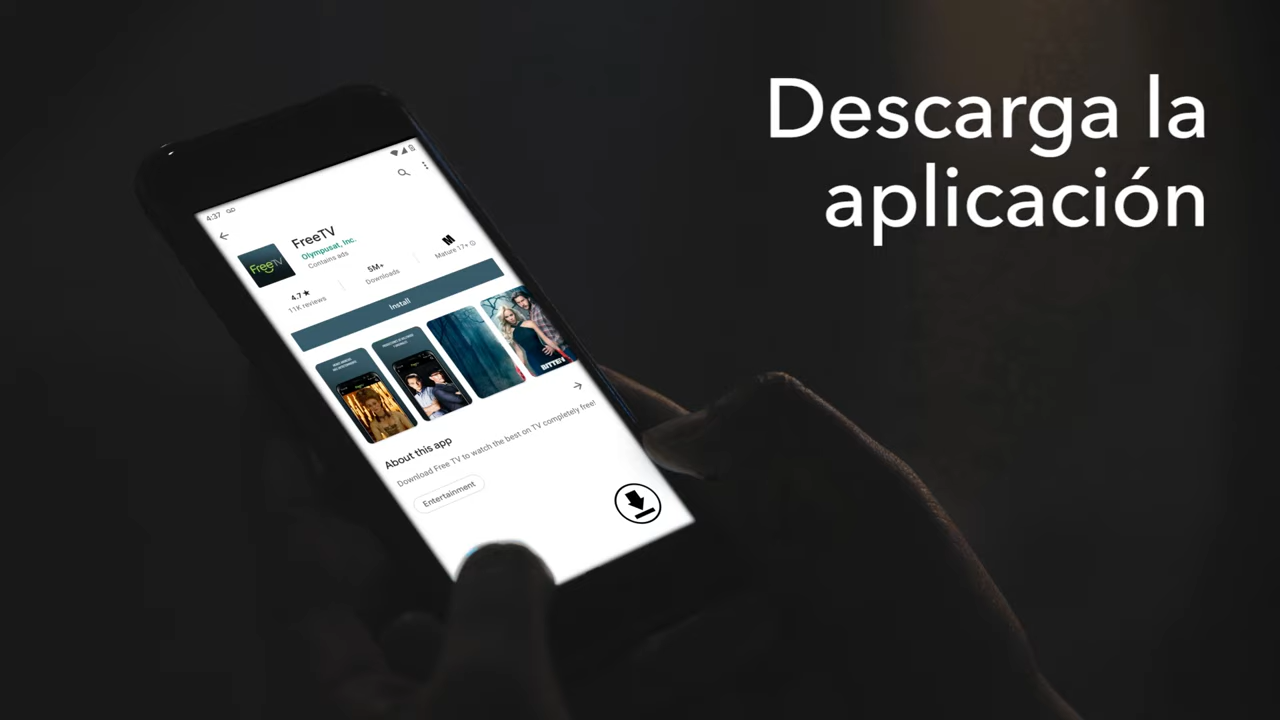 Descarga la
aplicación
4:37
FreeTV
Olympusat, Inc.
Contains ads
FreeTV
4.7★
11K reviews
5M+
Downloads
Mature 17+
Install
BITTEN
About this app
Download Free TV to watch the best on TV completely free!
Entertainment